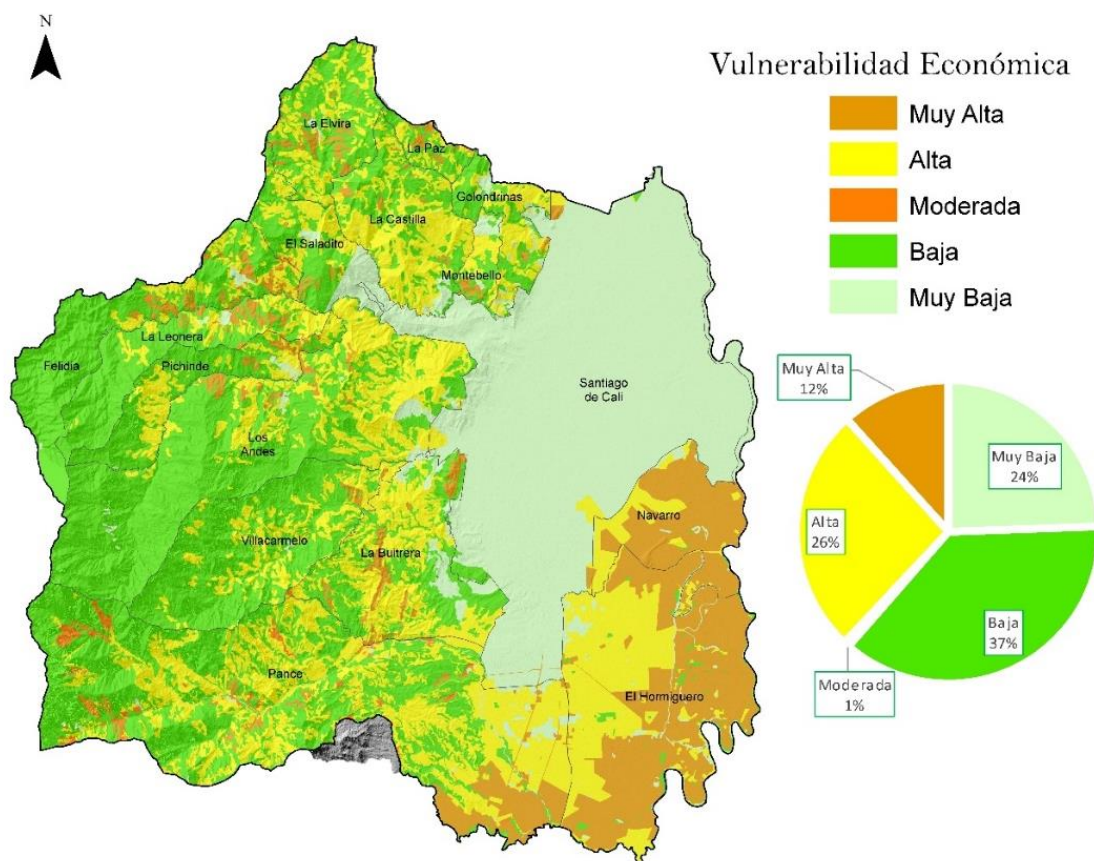 N
Vulnerabilidad Económica
Muy Alta
Alta
Moderada
Baja
Muy Baja
La Elvira
La Paz
Golondrinas
La Castilla
El Saladito
Montebello
La Leonera
Felidia
Pichinde
Los
Andes
Santiago
de Cali
Navarro
Villacarmelo
La Buitrera
Pance
El Hormiguero
Muy Alta
12%
Muy Baja
24%
Alta
26%
Baja
37%
Moderada
1%